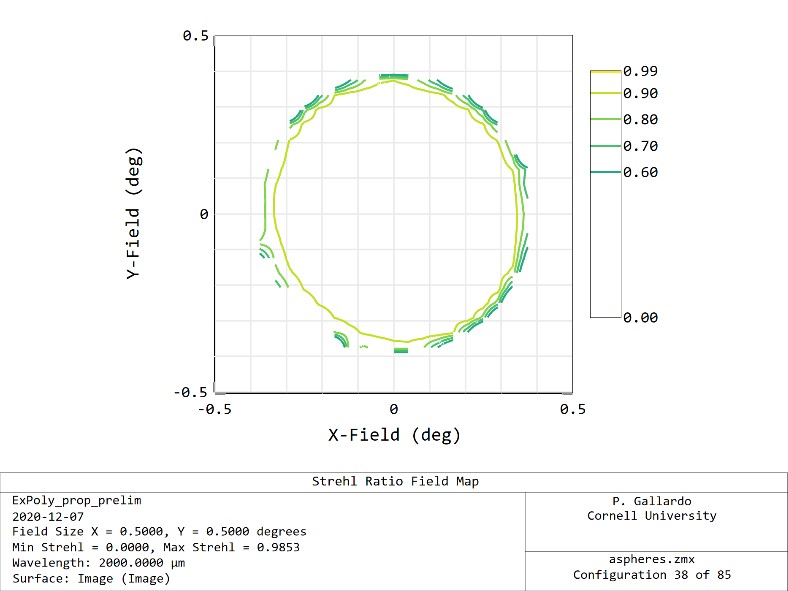 0.5
0
-0.5
Y-Field (deg)
-0.5
0
0.5
X-Field (deg)
0.99
0.90
0.80
0.70
0.60
0.00
Strehl Ratio Field Map
ExPoly_prop_prelim
2020-12-07
Field Size X = 0.5000, Y = 0.5000 degrees
Min Strehl = 0.0000, Max Strehl = 0.9853
Wavelength: 2000.0000 µm
Surface: Image (Image)
P. Gallardo
Cornell University
aspheres.zmx
Configuration 38 of 85